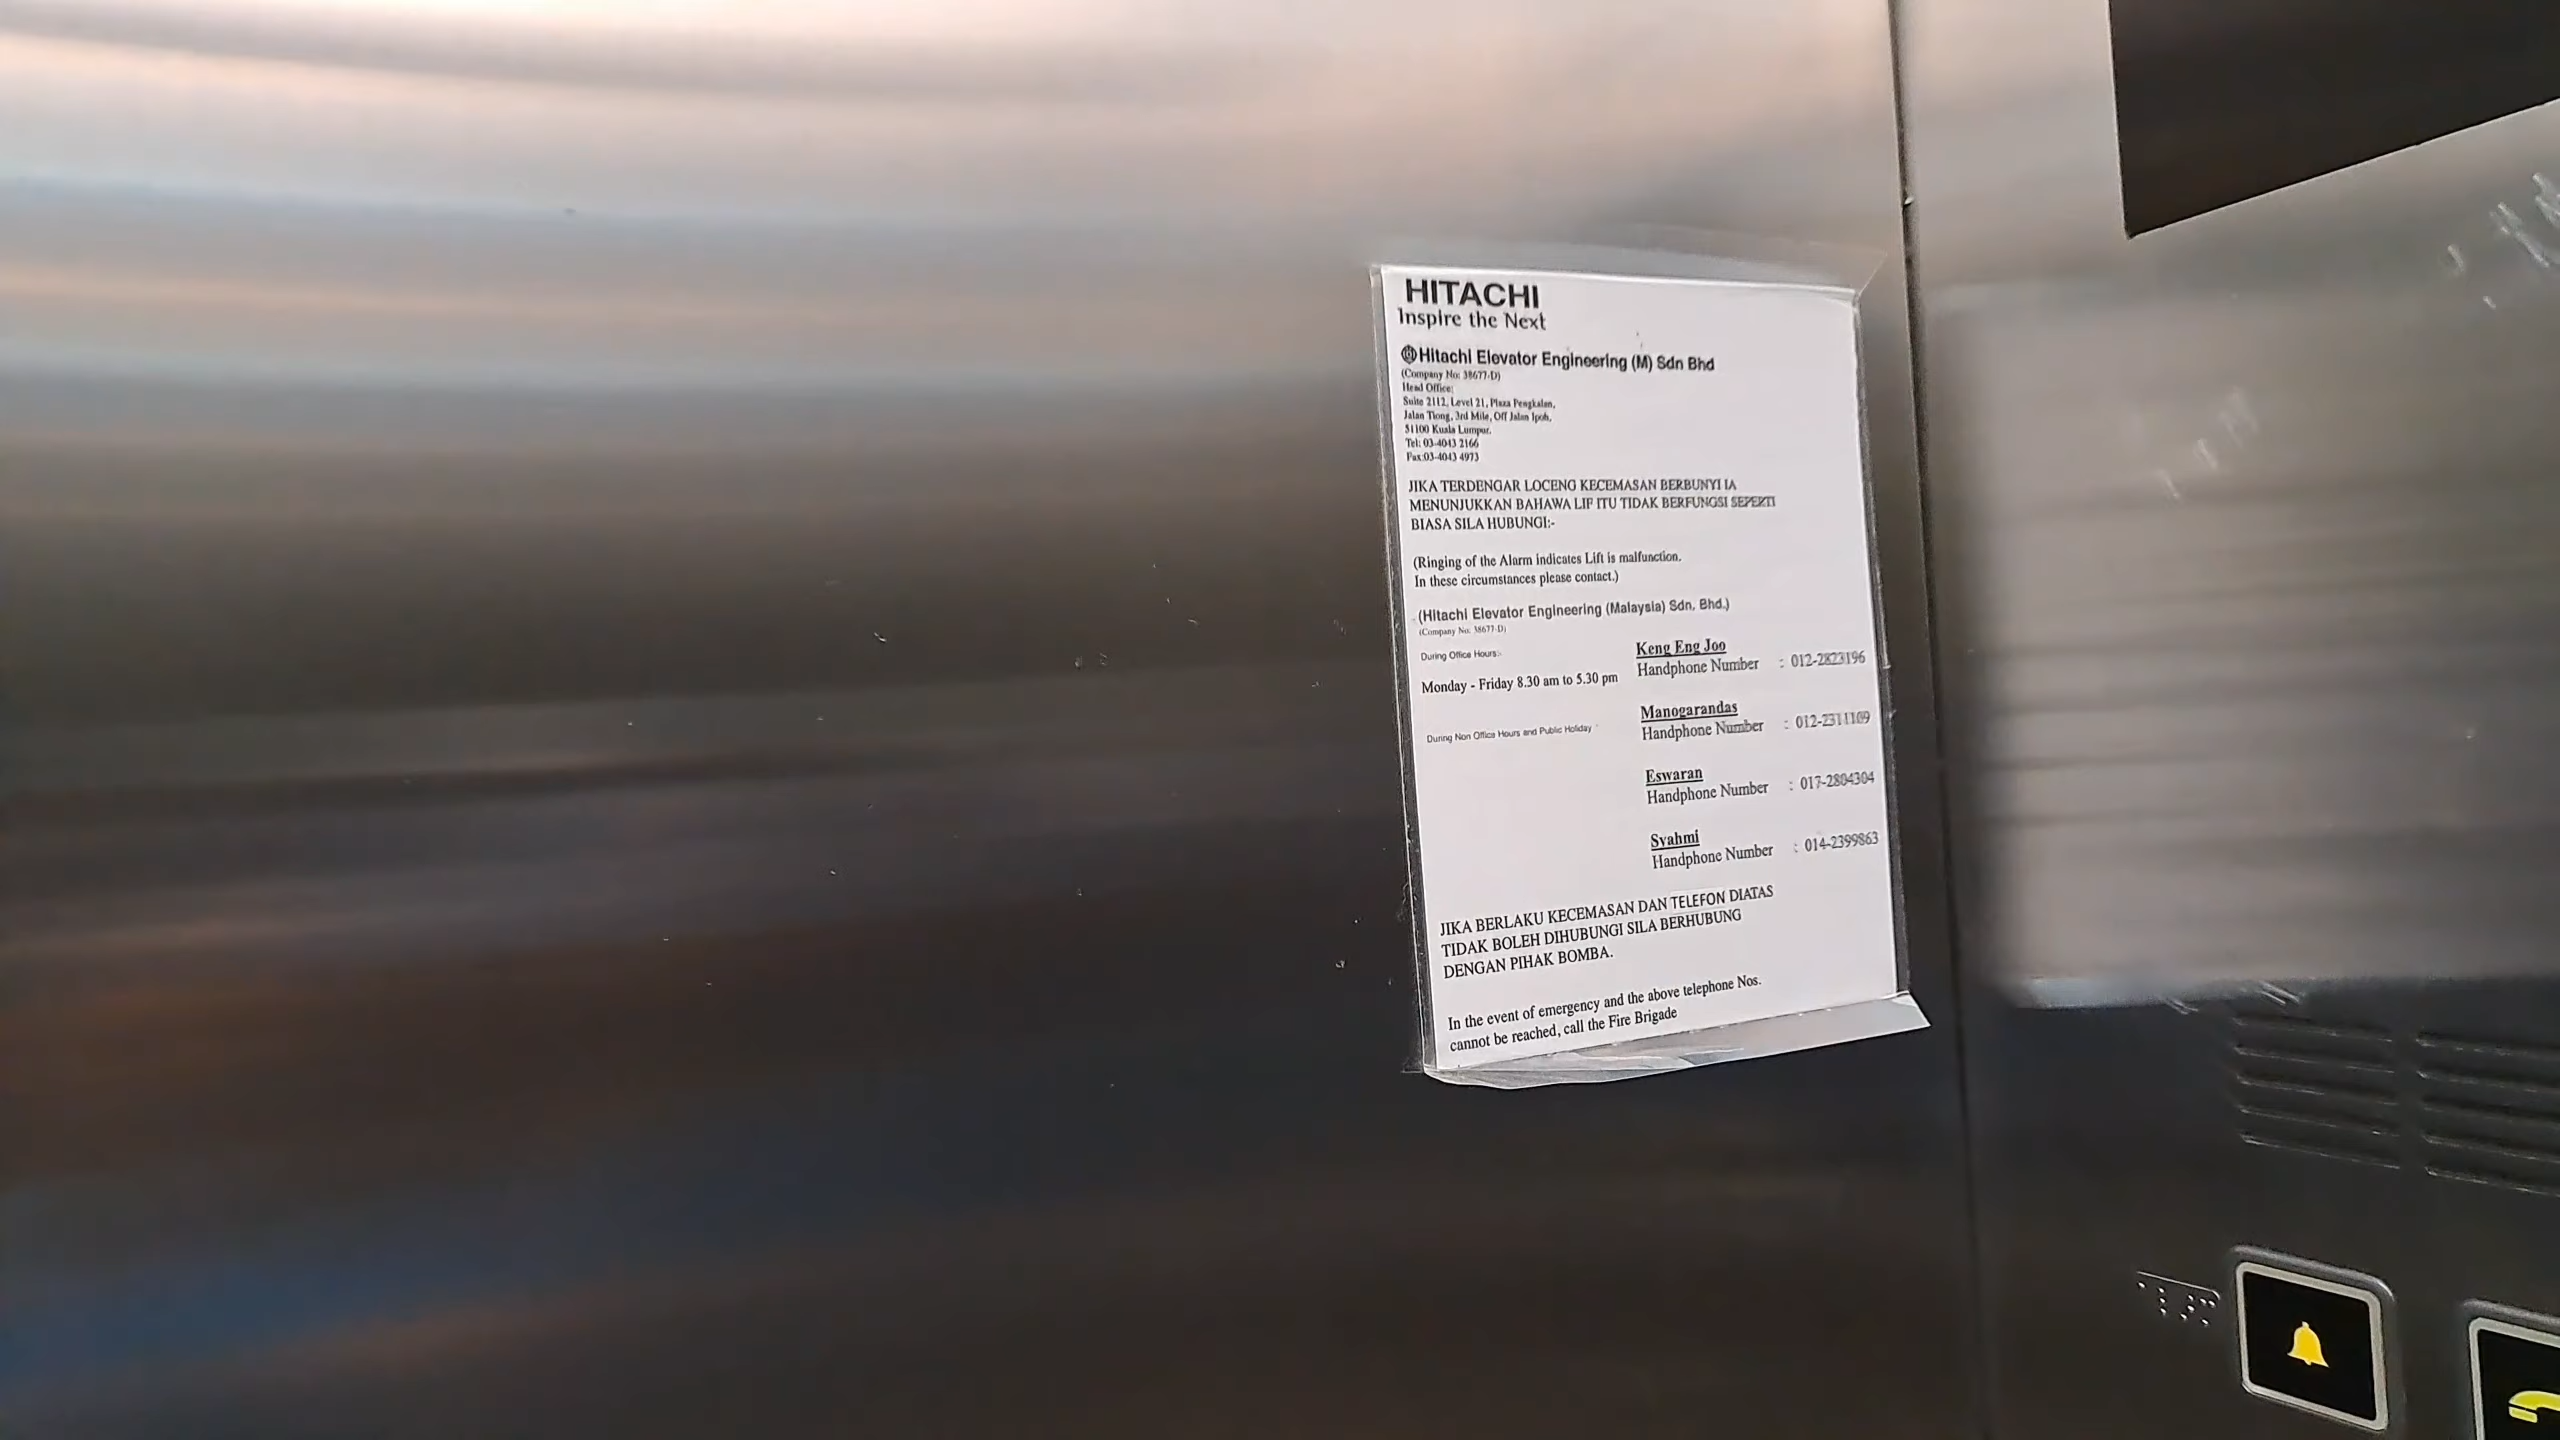 HITACHI
Inspire the Next
Hitachi Elevator Engineering (M) Sdn Bhd
(Company No: 38677-D)
Head Office:
Suite 2112, Level 21, Plaza Pengkalan,
Jalan Tiong, 3rd Mile, Off Jalan Ipoh,
51100 Kuala Lumpur.
Tel: 03-4043 2166
Fax:03-4043 4973
JIKA TERDENGAR LOCENG KECEMASAN BERBUNYI IA
MENUNJUKKAN BAHAWA LIF ITU TIDAK BERFUNGSI SEPERTI
BIASA SILA HUBUNGI:-
(Ringing of the Alarm indicates Lift is malfunction.
In these circumstances please contact.)
(Hitachi Elevator Engineering (Malaysia) Sdn. Bhd.)
(Company No: 38677-D)
During Office Hours:-
Monday - Friday 8.30 am to 5.30 pm
Keng Eng Joo
Handphone Number : 012-2823196
During Non Office Hours and Public Holiday
Manogarandas
Handphone Number : 012-2311109
Eswaran
Handphone Number : 017-2804304
Syahmi
Handphone Number : 014-2399863
JIKA BERLAKU KECEMASAN DAN TELEFON DIATAS
TIDAK BOLEH DIHUBUNGI SILA BERHUBUNG
DENGAN PIHAK BOMBA.
In the event of emergency and the above telephone Nos.
cannot be reached, call the Fire Brigade